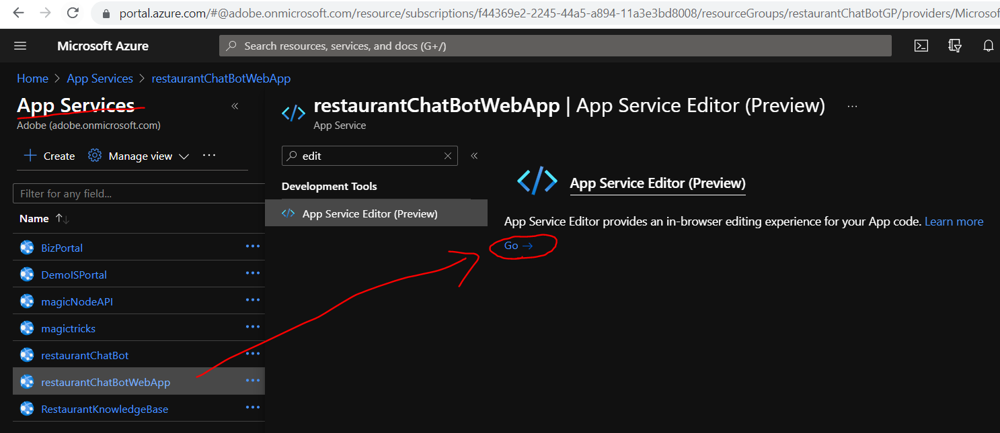 portal.azure.com/#@adobe.onmicrosoft.com/resource/subscriptions/f44369e2-2245-44a5-a894-11a3e3bd8008/resourceGroups/restaurantChatBotGP/providers/Microsof
Microsoft Azure
Search resources, services, and docs (G+/)
Home > App Services > restaurantChatBotWebApp
App Services
Adobe (adobe.onmicrosoft.com)
Create
Manage view
Filter for any field...
Name
BizPortal
DemoISPortal
magicNodeAPI
magictricks
restaurantChatBot
restaurantChatBotWebApp
RestaurantKnowledgeBase
restaurantChatBotWebApp | App Service Editor (Preview)
App Service
edit
Development Tools
App Service Editor (Preview)
App Service Editor (Preview)
App Service Editor provides an in-browser editing experience for your App code. Learn more
Go →